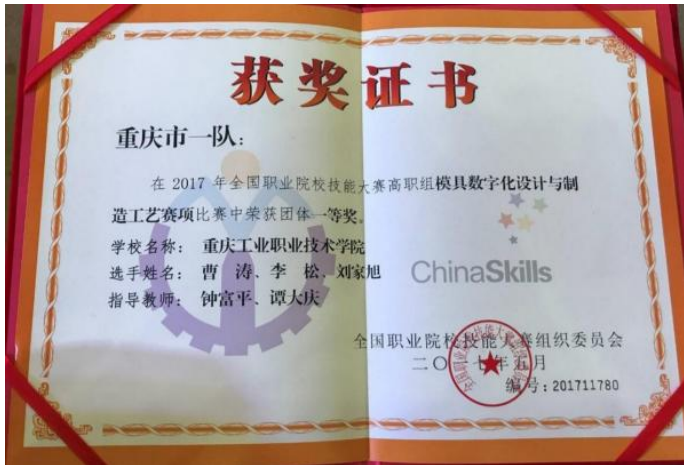 获奖证书
重庆市一队：
在 2017 年全国职业院校技能大赛高职组模具数字化设计与制
造工艺赛项比赛中荣获团体一等奖。
学校名称： 重庆工业职业技术学院
选手姓名： 曹 涛、李 松、刘家旭
指导教师： 钟富平、谭大庆
ChinaSkills
全国职业院校技能大赛组织委员会
二〇一七年五月
编号:201711780